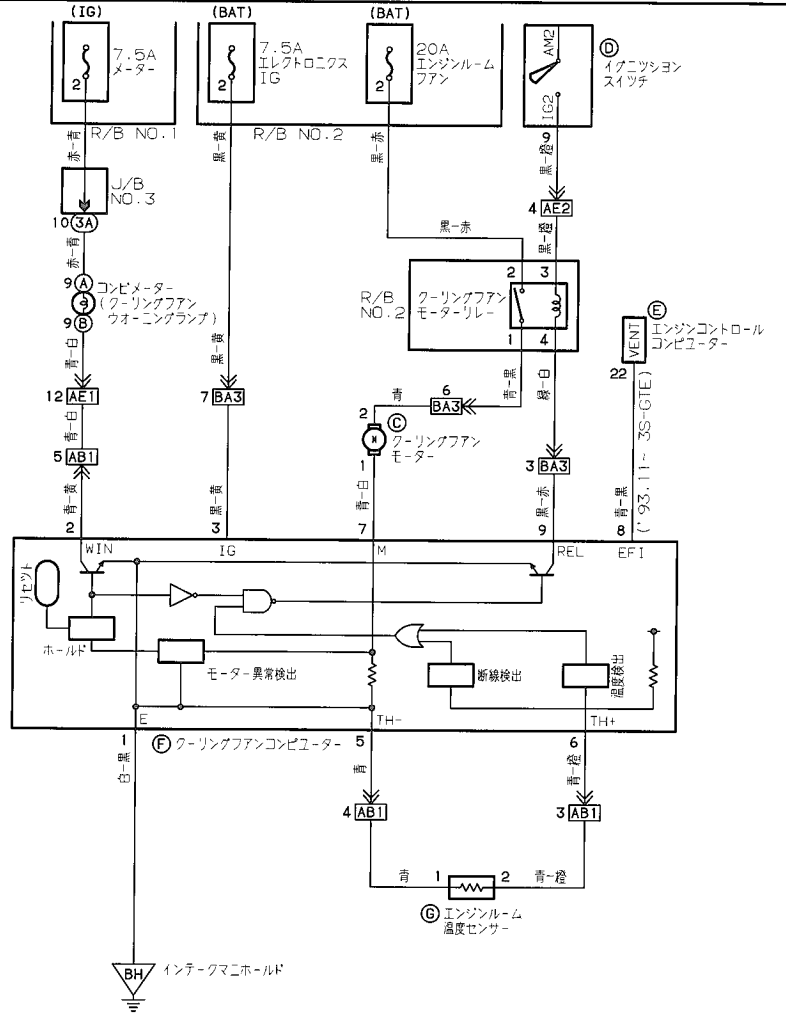 (IG)
(BAT)
(BAT)
7.5A
メーター
2
7.5A
エレクトロニクス
IG
2
20A
エンジンルーム
ファン
2
AM2
IG2
D
イグニツシヨン
スイツチ
R/B NO.1
R/B NO.2
9
赤-青
黒-黄
黒-赤
黒-橙
J/B
NO.3
10 3A
4 AE2
赤-青
黒-赤
黒-橙
9 A
コンビメーター
(クーリングフアン
ウオーニングランプ)
9 B
R/B
NO.2
クーリングフアン
モーターリレー
2
3
1
4
E
エンジンコントロール
コンピユーター
VENT
22
青-白
黒-黄
青-黒
緑-白
12 AE1
7 BA3
青
6
BA3
青-白
2
C
クーリングフアン
モーター
1
5 AB1
3 BA3
('93.11~ 3S-GTE)
青-黄
黒-黄
青-白
黒-赤
青-黒
2
3
7
9
8
WIN
IG
M
REL
EFI
リセツト
ホールド
モーター異常検出
断線検出
温度検出
E
TH-
TH+
1
F クーリングフアンコンピユーター
5
6
白-黒
青
青-橙
4 AB1
3 AB1
青
1
2
青-橙
G
エンジンルーム
温度センサー
BH
インテークマニホールド